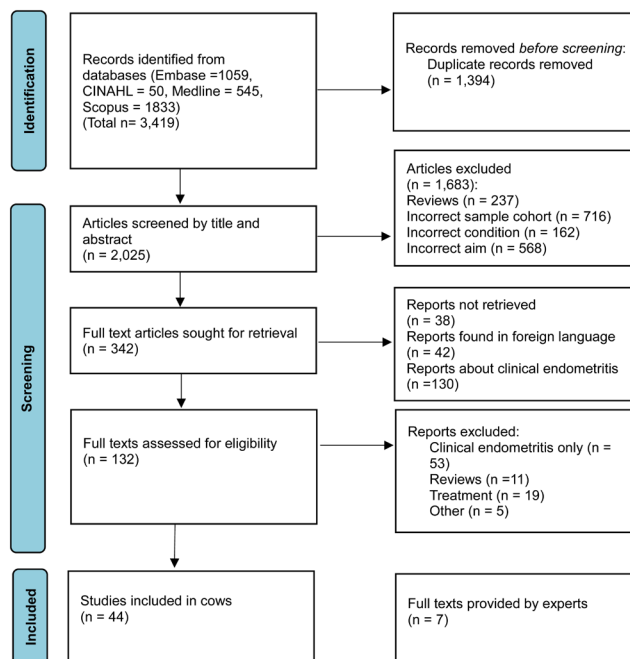 Identification
Records identified from
databases (Embase =1059,
CINAHL = 50, Medline = 545,
Scopus = 1833)
(Total n= 3,419)
Records removed before screening:
Duplicate records removed
(n = 1,394)
Screening
Articles screened by title and
abstract
(n = 2,025)
Articles excluded
(n = 1,683):
Reviews (n = 237)
Incorrect sample cohort (n = 716)
Incorrect condition (n = 162)
Incorrect aim (n = 568)
Full text articles sought for retrieval
(n = 342)
Reports not retrieved
(n = 38)
Reports found in foreign language
(n = 42)
Reports about clinical endometritis
(n =130)
Full texts assessed for eligibility
(n = 132)
Reports excluded:
Clinical endometritis only (n =
53)
Reviews (n =11)
Treatment (n = 19)
Other (n = 5)
Included
Studies included in cows
(n = 44)
Full texts provided by experts
(n = 7)